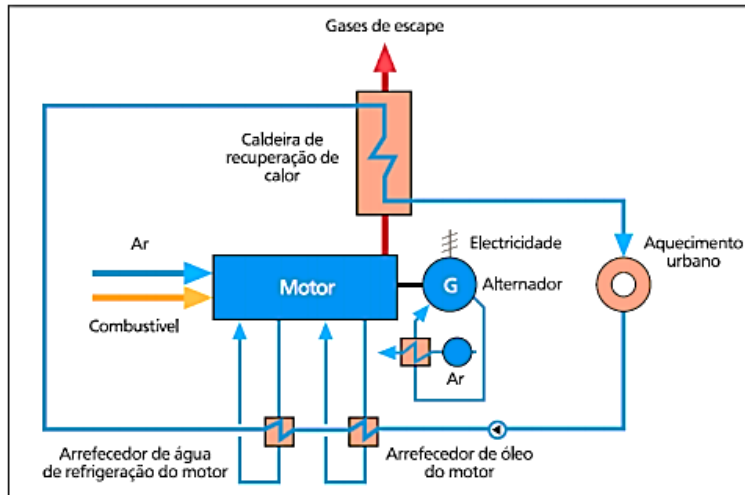 Gases de escape
Caldeira de
recuperação de
calor
Ar
Electricidade
Aquecimento
urbano
Motor
G
Alternador
Combustível
Ar
Arrefecedor de água
de refrigeração do motor
Arrefecedor de óleo
do motor